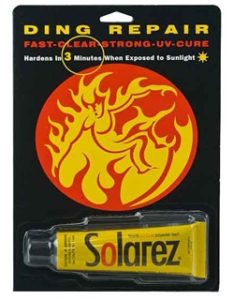 DING REPAIR
FAST-CLEAR-STRONG-UV-CURE
Hardens In 3 Minutes When Exposed to Sunlight
Solarez